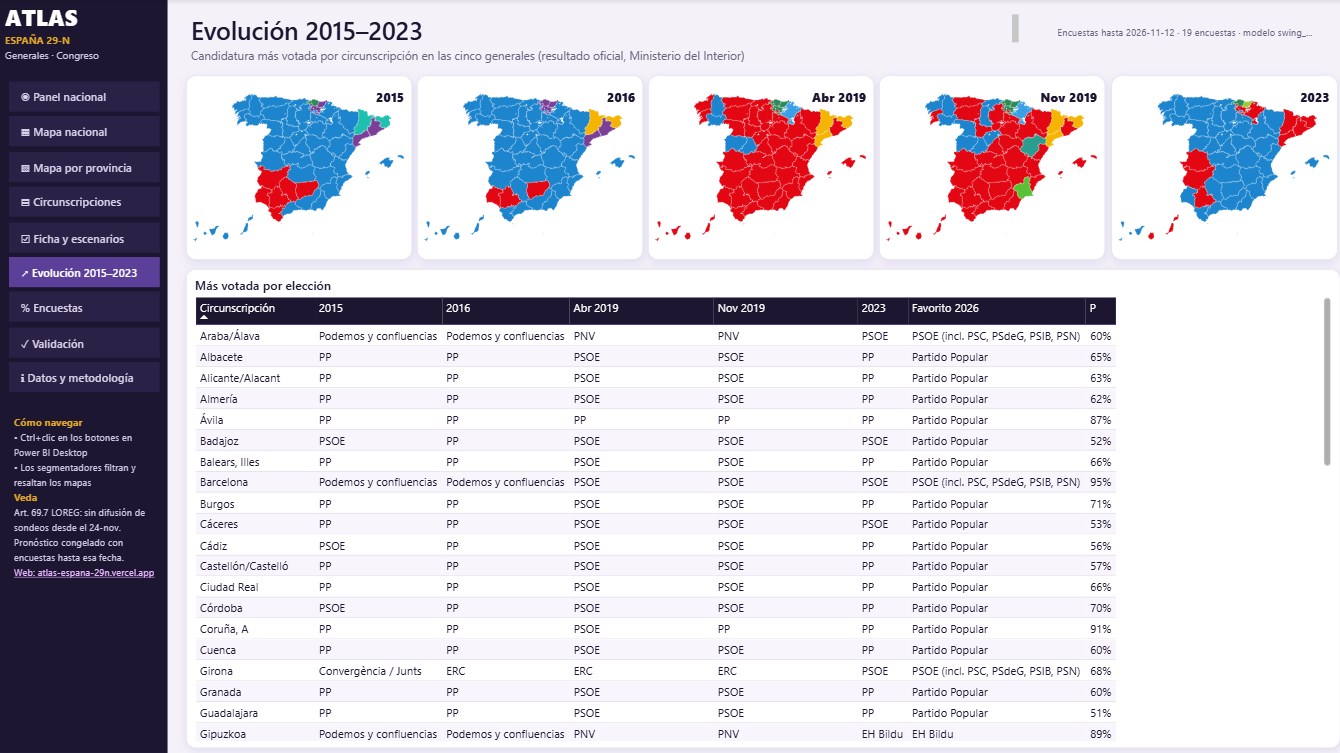 ATLAS
ESPAÑA 29-N
Generales · Congreso
Panel nacional
Mapa nacional
Mapa por provincia
Circunscripciones
Ficha y escenarios
Evolución 2015–2023
% Encuestas
✓ Validación
ℹ Datos y metodología
Cómo navegar
• Ctrl+clic en los botones en
Power BI Desktop
• Los segmentadores filtran y
resaltan los mapas
Veda
Art. 69.7 LOREG: sin difusión de
sondeos desde el 24-nov.
Pronóstico congelado con
encuestas hasta esa fecha.
Web: atlas-espana-29n.vercel.app
Evolución 2015–2023
Encuestas hasta 2026-11-12 · 19 encuestas · modelo swing_...
Candidatura más votada por circunscripción en las cinco generales (resultado oficial, Ministerio del Interior)
2015
2016
Abr 2019
Nov 2019
2023
Más votada por elección
Circunscripción 2015 2016 Abr 2019 Nov 2019 2023 Favorito 2026 P
Araba/Álava Podemos y confluencias Podemos y confluencias PNV PNV PSOE PSOE (incl. PSC, PSdeG, PSIB, PSN) 60%
Albacete PP PP PSOE PSOE PP Partido Popular 65%
Alicante/Alacant PP PP PSOE PSOE PP Partido Popular 63%
Almería PP PP PSOE PSOE PP Partido Popular 62%
Ávila PP PP PP PP PP Partido Popular 87%
Badajoz PSOE PP PSOE PSOE PSOE Partido Popular 52%
Balears, Illes PP PP PSOE PSOE PP Partido Popular 66%
Barcelona Podemos y confluencias Podemos y confluencias PSOE PSOE PSOE PSOE (incl. PSC, PSdeG, PSIB, PSN) 95%
Burgos PP PP PSOE PSOE PP Partido Popular 71%
Cáceres PP PP PSOE PSOE PSOE Partido Popular 53%
Cádiz PSOE PP PSOE PSOE PP Partido Popular 56%
Castellón/Castelló PP PP PSOE PSOE PP Partido Popular 57%
Ciudad Real PP PP PSOE PSOE PP Partido Popular 66%
Córdoba PSOE PP PSOE PSOE PP Partido Popular 70%
Coruña, A PP PP PSOE PP PP Partido Popular 91%
Cuenca PP PP PSOE PSOE PP Partido Popular 60%
Girona Convergència / Junts ERC ERC ERC PSOE PSOE (incl. PSC, PSdeG, PSIB, PSN) 68%
Granada PP PP PSOE PSOE PP Partido Popular 60%
Guadalajara PP PP PSOE PSOE PP Partido Popular 51%
Gipuzkoa Podemos y confluencias Podemos y confluencias PNV PNV EH Bildu EH Bildu 89%